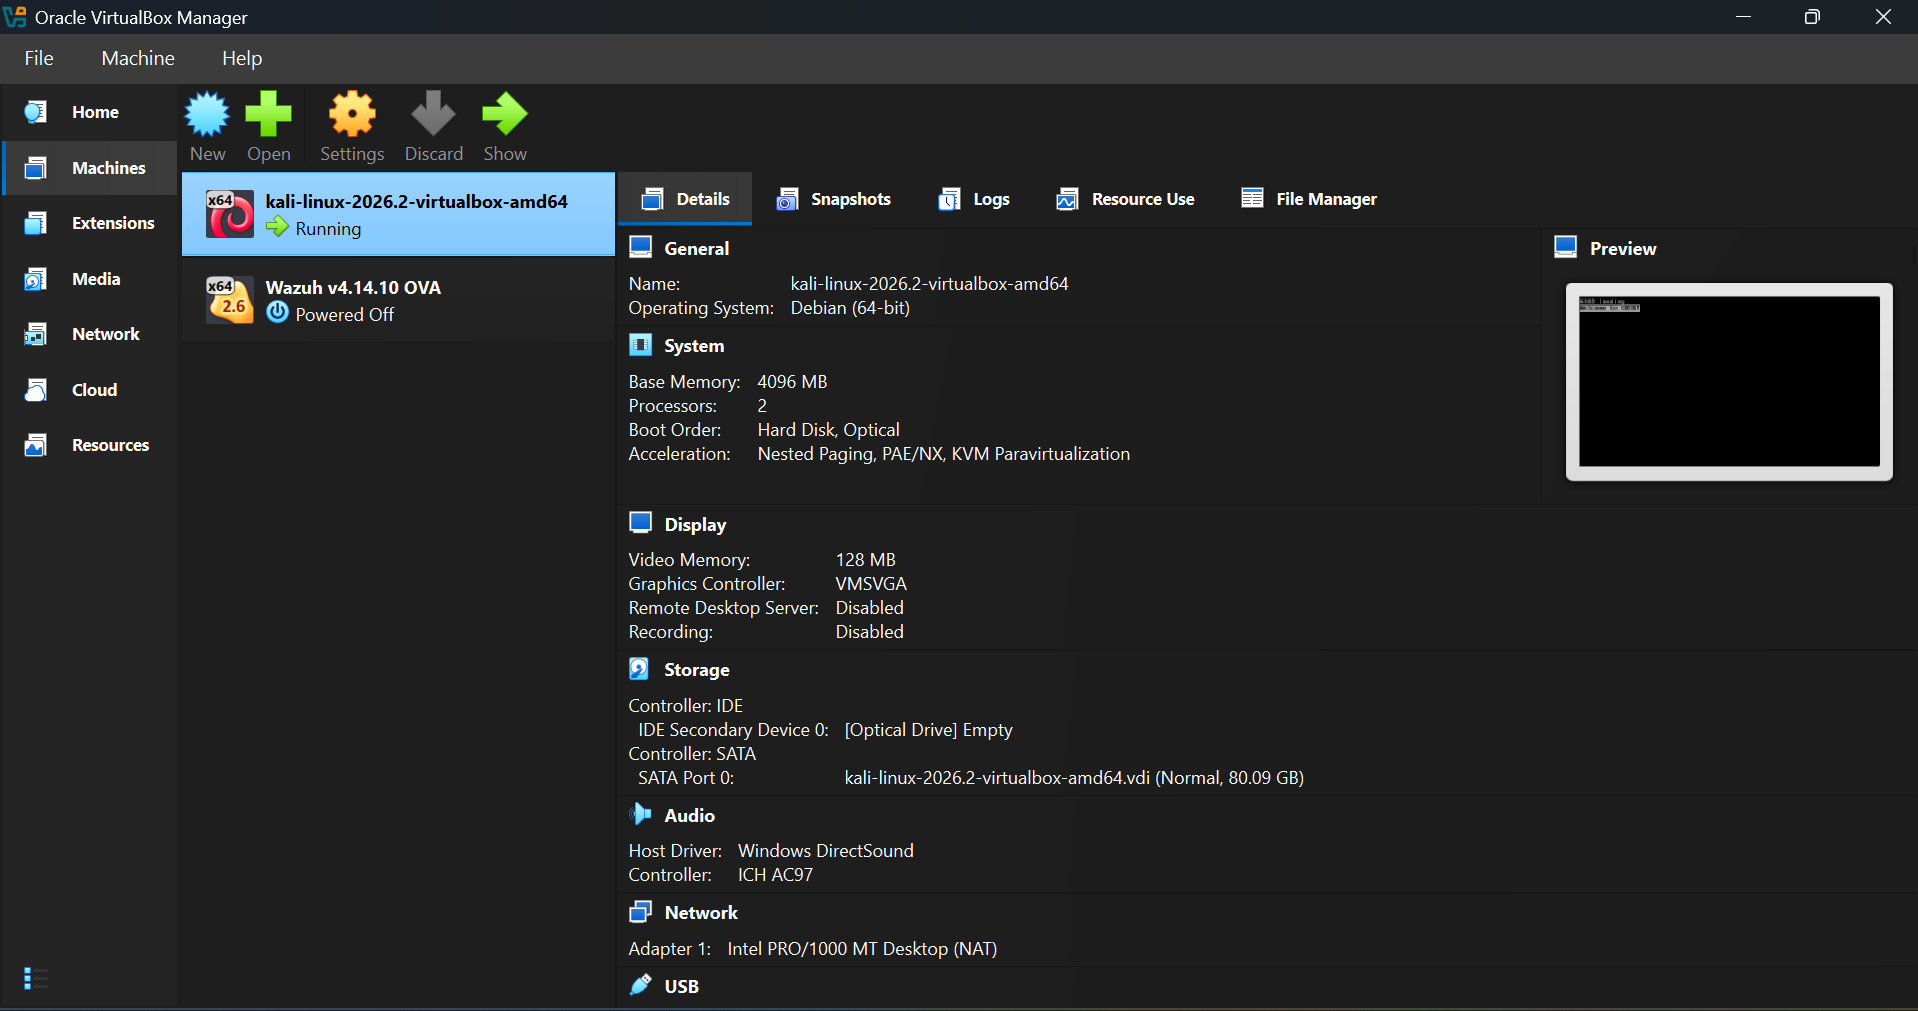 Oracle VirtualBox Manager
File Machine Help
Home
Machines
Extensions
Media
Network
Cloud
Resources
New Open Settings Discard Show
x64 kali-linux-2026.2-virtualbox-amd64
Running
x64 2.6 Wazuh v4.14.10 OVA
Powered Off
Details Snapshots Logs Resource Use File Manager
General
Name: kali-linux-2026.2-virtualbox-amd64
Operating System: Debian (64-bit)
System
Base Memory: 4096 MB
Processors: 2
Boot Order: Hard Disk, Optical
Acceleration: Nested Paging, PAE/NX, KVM Paravirtualization
Display
Video Memory: 128 MB
Graphics Controller: VMSVGA
Remote Desktop Server: Disabled
Recording: Disabled
Storage
Controller: IDE
IDE Secondary Device 0: [Optical Drive] Empty
Controller: SATA
SATA Port 0: kali-linux-2026.2-virtualbox-amd64.vdi (Normal, 80.09 GB)
Audio
Host Driver: Windows DirectSound
Controller: ICH AC97
Network
Adapter 1: Intel PRO/1000 MT Desktop (NAT)
USB
Preview